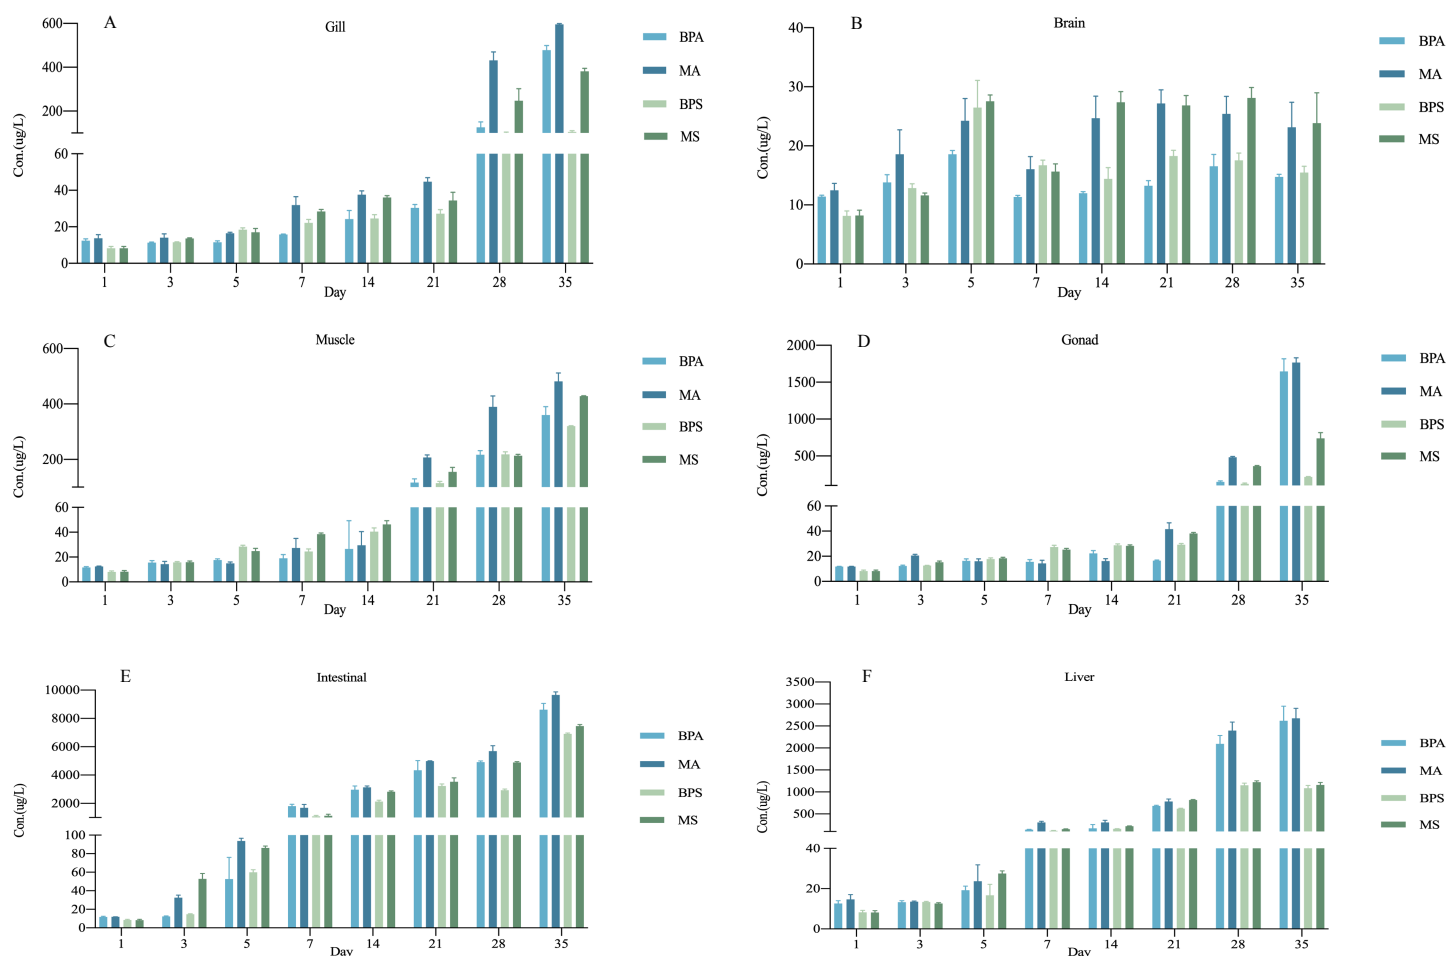 A
Gill
Con.(ug/L)
600
400
200
60
40
20
0
1 3 5 7 14 21 28 35
Day
BPA
MA
BPS
MS
B
Brain
Con.(ug/L)
40
30
20
10
0
1 3 5 7 14 21 28 35
Day
BPA
MA
BPS
MS
C
Muscle
Con.(ug/L)
600
400
200
60
40
20
0
1 3 5 7 14 21 28 35
Day
BPA
MA
BPS
MS
D
Gonad
Con.(ug/L)
2000
1500
1000
500
60
40
20
0
1 3 5 7 14 21 28 35
Day
BPA
MA
BPS
MS
E
Intestinal
Con.(ug/L)
10000
8000
6000
4000
2000
100
80
60
40
20
0
1 3 5 7 14 21 28 35
Day
BPA
MA
BPS
MS
F
Liver
Con.(ug/L)
3500
3000
2500
2000
1500
1000
500
40
20
0
1 3 5 7 14 21 28 35
Day
BPA
MA
BPS
MS